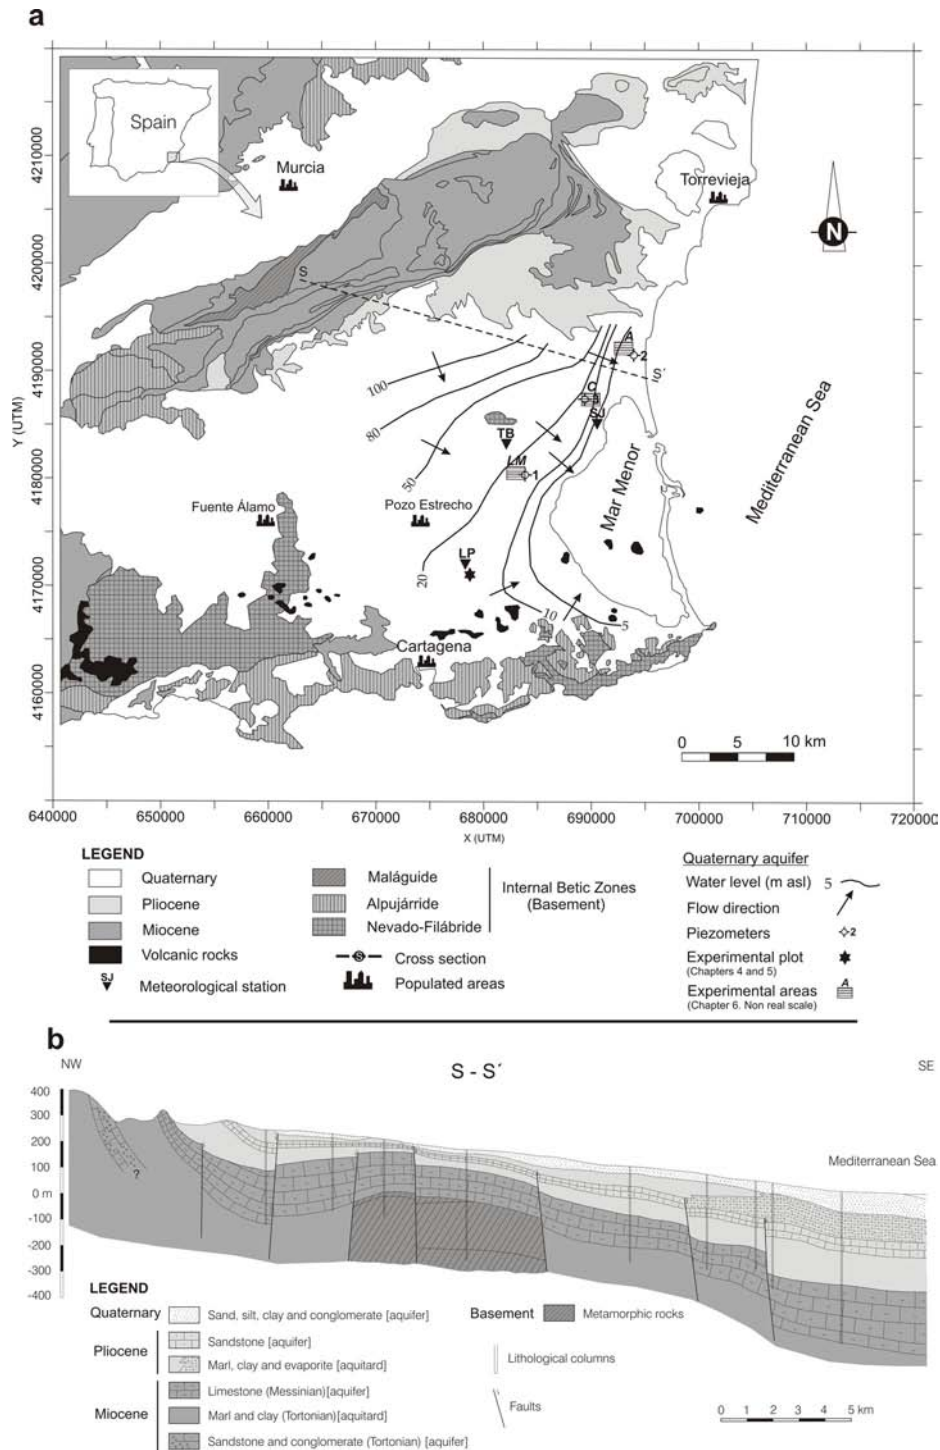 a
Spain
Murcia
Torrevieja
N
S
S´
A
2
100
C
3
SJ
80
TB
50
LM
1
Mar Menor
Mediterranean Sea
Fuente Álamo
Pozo Estrecho
LP
20
10
5
Cartagena
0 5 10 km
Y (UTM)
4210000
4200000
4190000
4180000
4170000
4160000
640000 650000 660000 670000 680000 690000 700000 710000 720000
X (UTM)
LEGEND
Quaternary
Pliocene
Miocene
Volcanic rocks
SJ Meteorological station
Maláguide
Alpujárride
Nevado-Filábride
Internal Betic Zones
(Basement)
S Cross section
Populated areas
Quaternary aquifer
Water level (m asl) 5
Flow direction
Piezometers 2
Experimental plot
(Chapters 4 and 5)
Experimental areas A
(Chapter 6. Non real scale)
b
NW
S - S´
SE
400
300
200
100
0 m
-100
-200
-300
-400
?
Mediterranean Sea
LEGEND
Quaternary Sand, silt, clay and conglomerate [aquifer]
Pliocene
Sandstone [aquifer]
Marl, clay and evaporite [aquitard]
Miocene
Limestone (Messinian)[aquifer]
Marl and clay (Tortonian)[aquitard]
Sandstone and conglomerate (Tortonian) [aquifer]
Basement Metamorphic rocks
Lithological columns
Faults
0 1 2 3 4 5 km